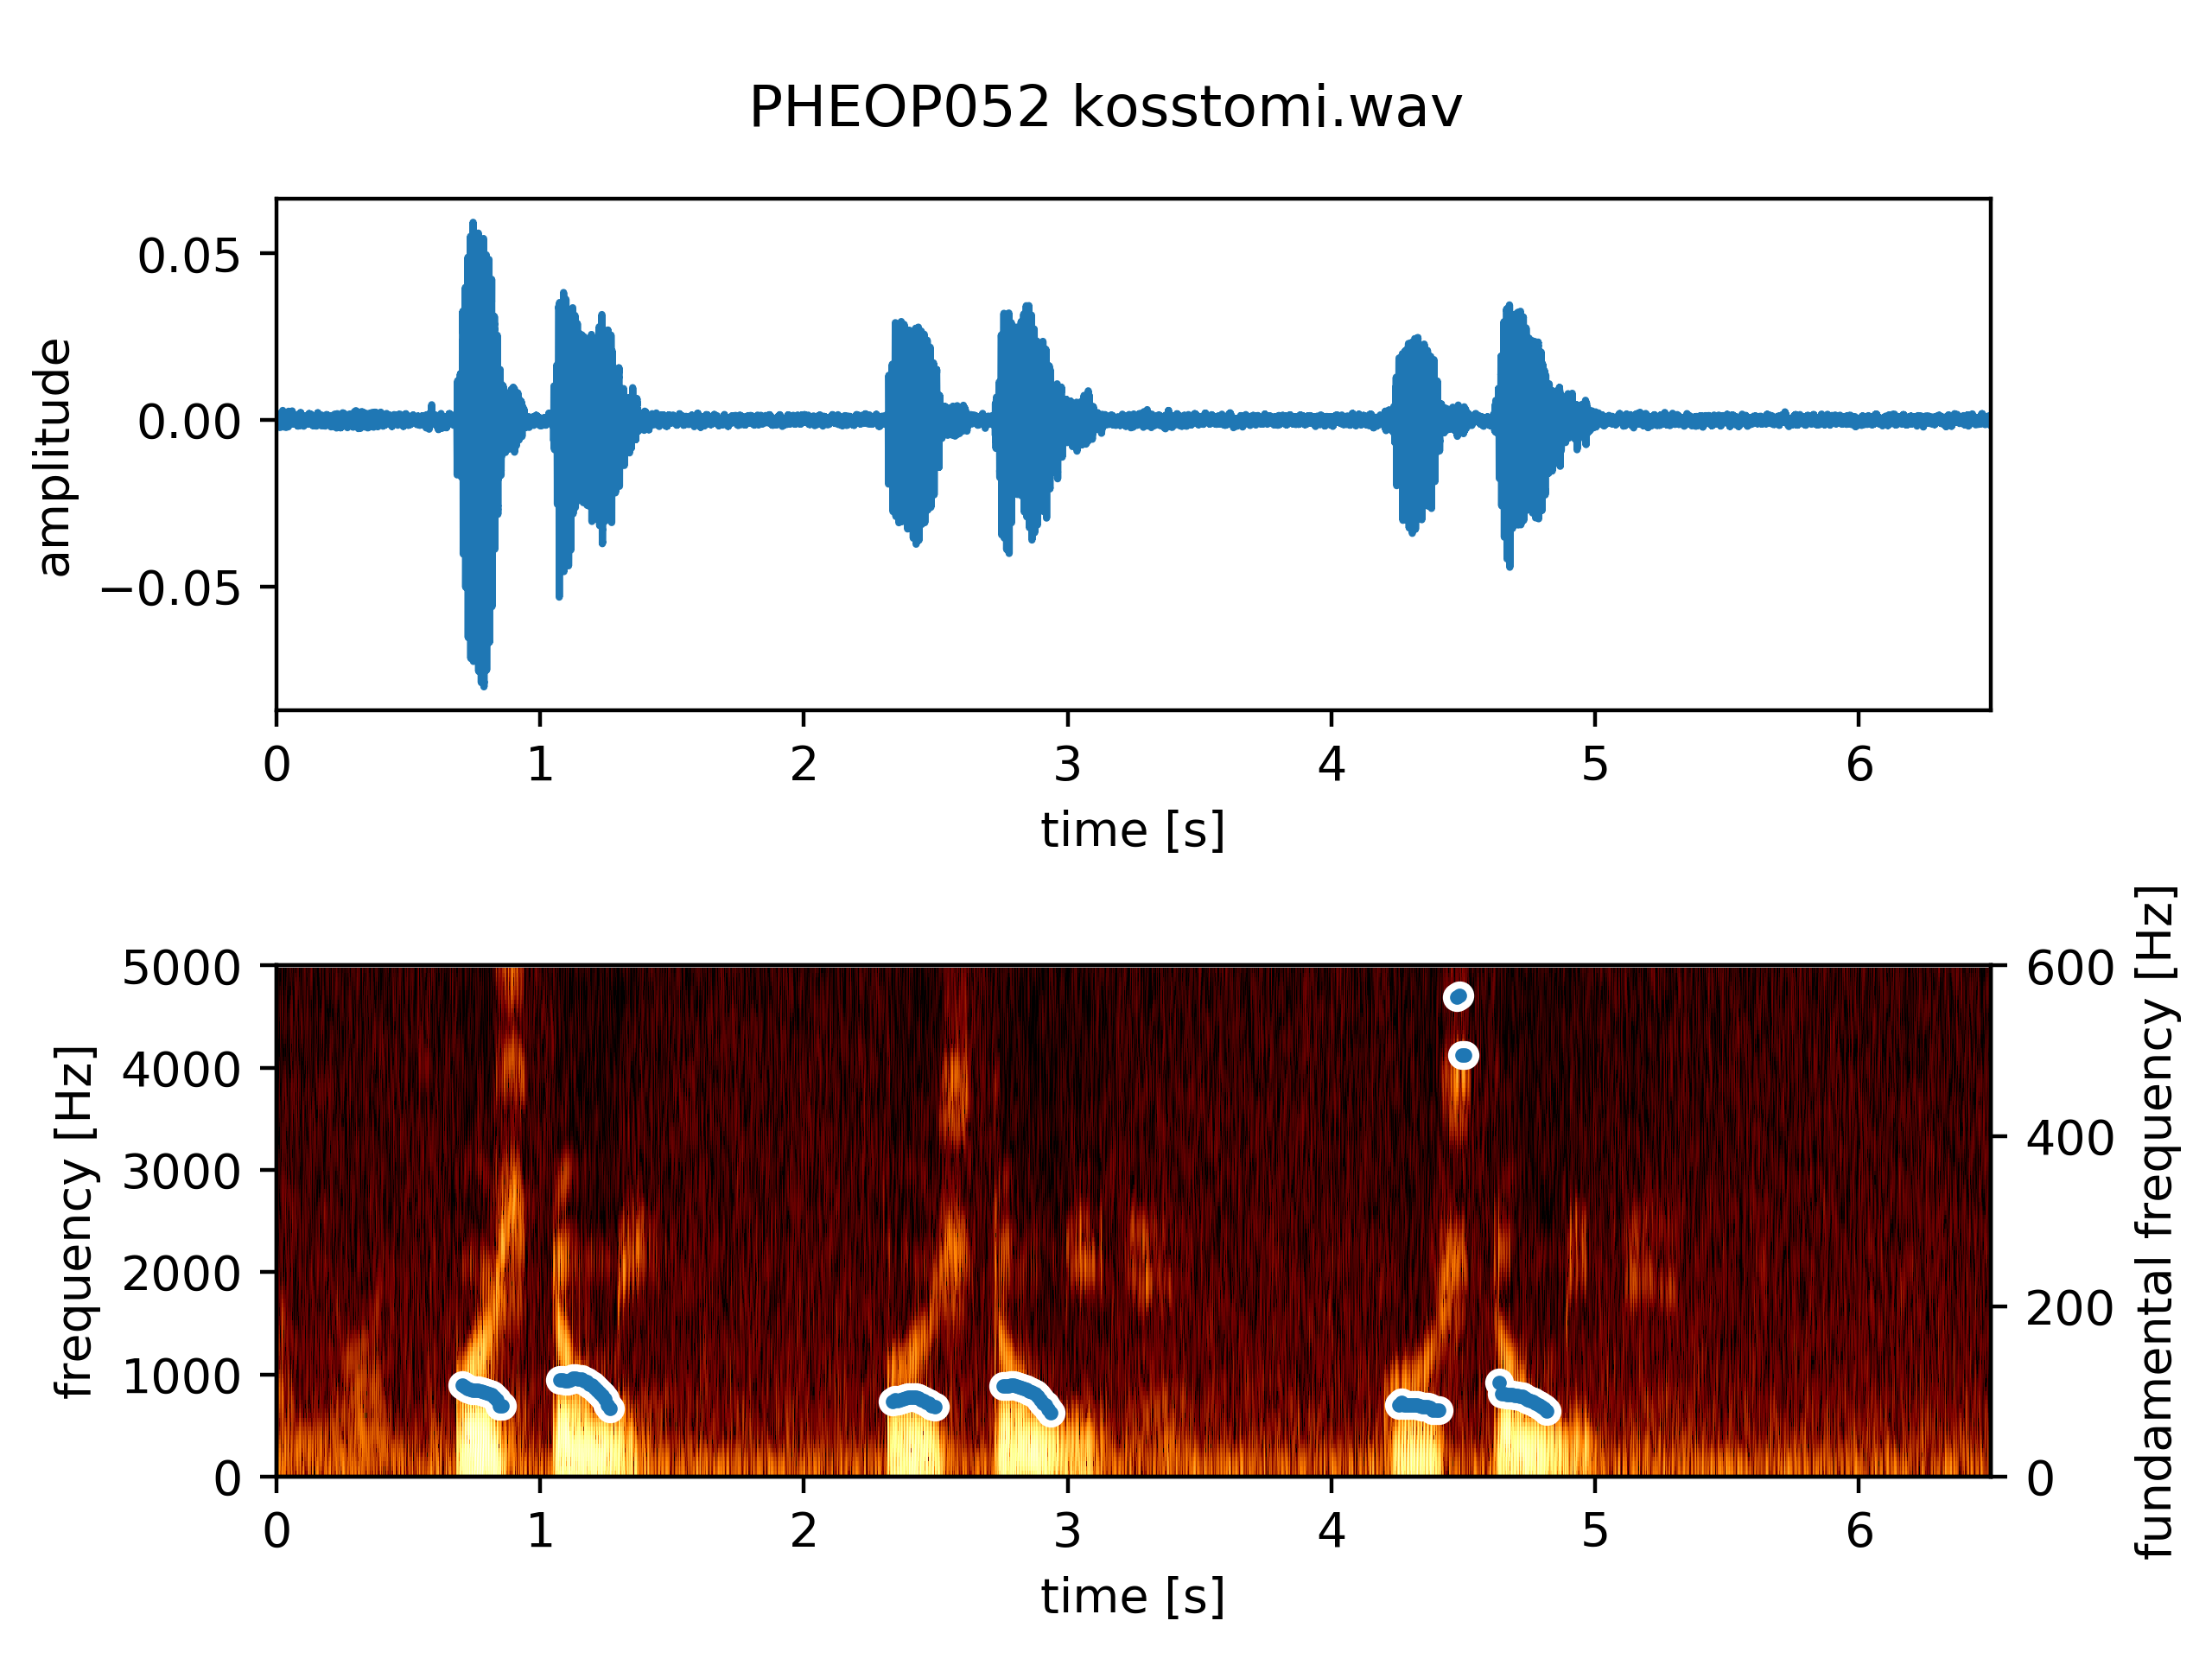 PHEOP052 kosstomi.wav
0.05
0.00
−0.05
amplitude
0 1 2 3 4 5 6
time [s]
5000
4000
3000
2000
1000
0
frequency [Hz]
600
400
200
0
fundamental frequency [Hz]
0 1 2 3 4 5 6
time [s]